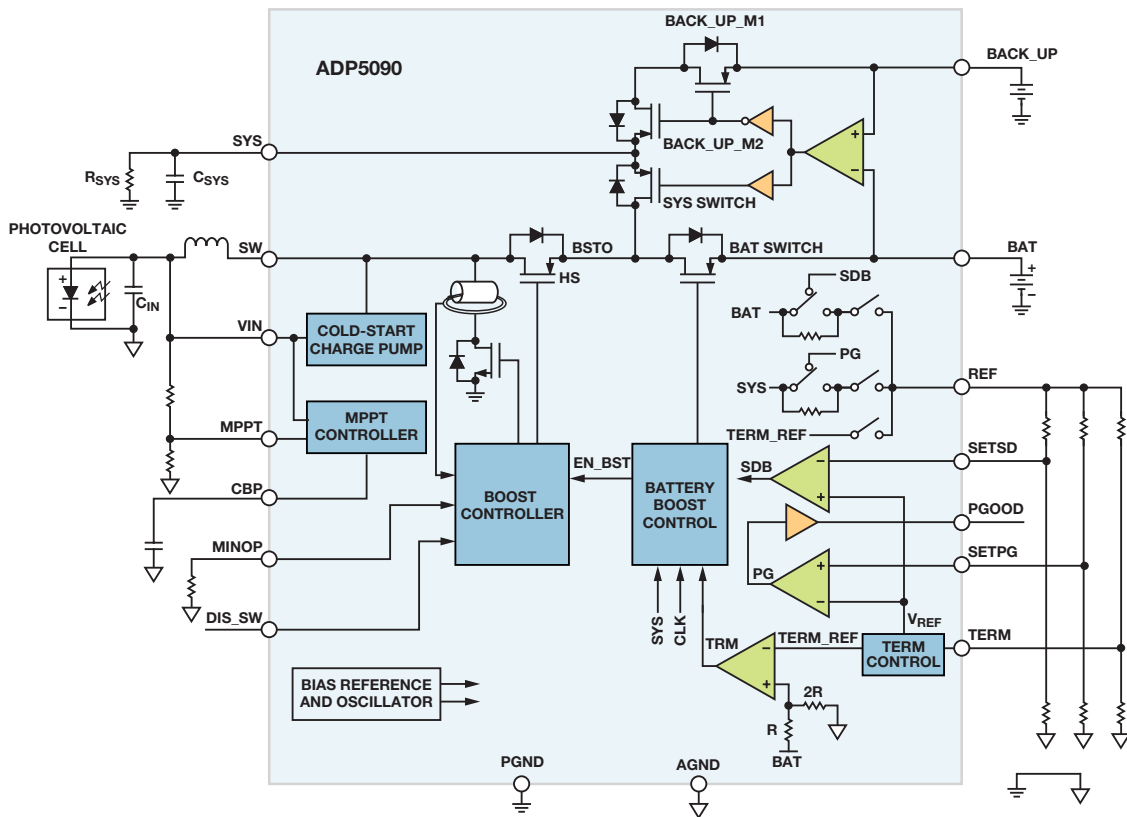 ADP5090
BACK_UP_M1
BACK_UP
SYS
BACK_UP_M2
RSYS
CSYS
SYS SWITCH
PHOTOVOLTAIC
CELL
SW
BSTO
BAT SWITCH
BAT
HS
+
−
CIN
+
−
SDB
BAT
VIN
COLD-START
CHARGE PUMP
PG
SYS
REF
MPPT
MPPT
CONTROLLER
TERM_REF
SETSD
EN_BST
SDB
−
+
CBP
BOOST
CONTROLLER
BATTERY
BOOST
CONTROL
PGOOD
MINOP
SETPG
PG
+
−
DIS_SW
SYS
CLK
VREF
TERM
TRM
TERM_REF
TERM
CONTROL
−
+
BIAS REFERENCE
AND OSCILLATOR
2R
R
BAT
PGND
AGND
+
−